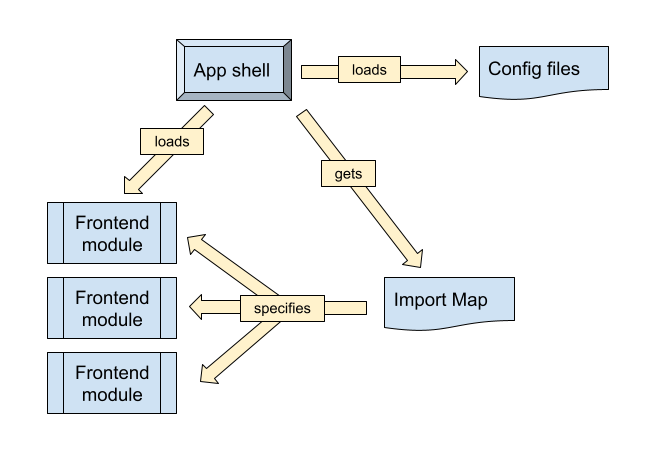 App shell
loads
Config files
loads
gets
Frontend
module
Frontend
module
specifies
Import Map
Frontend
module